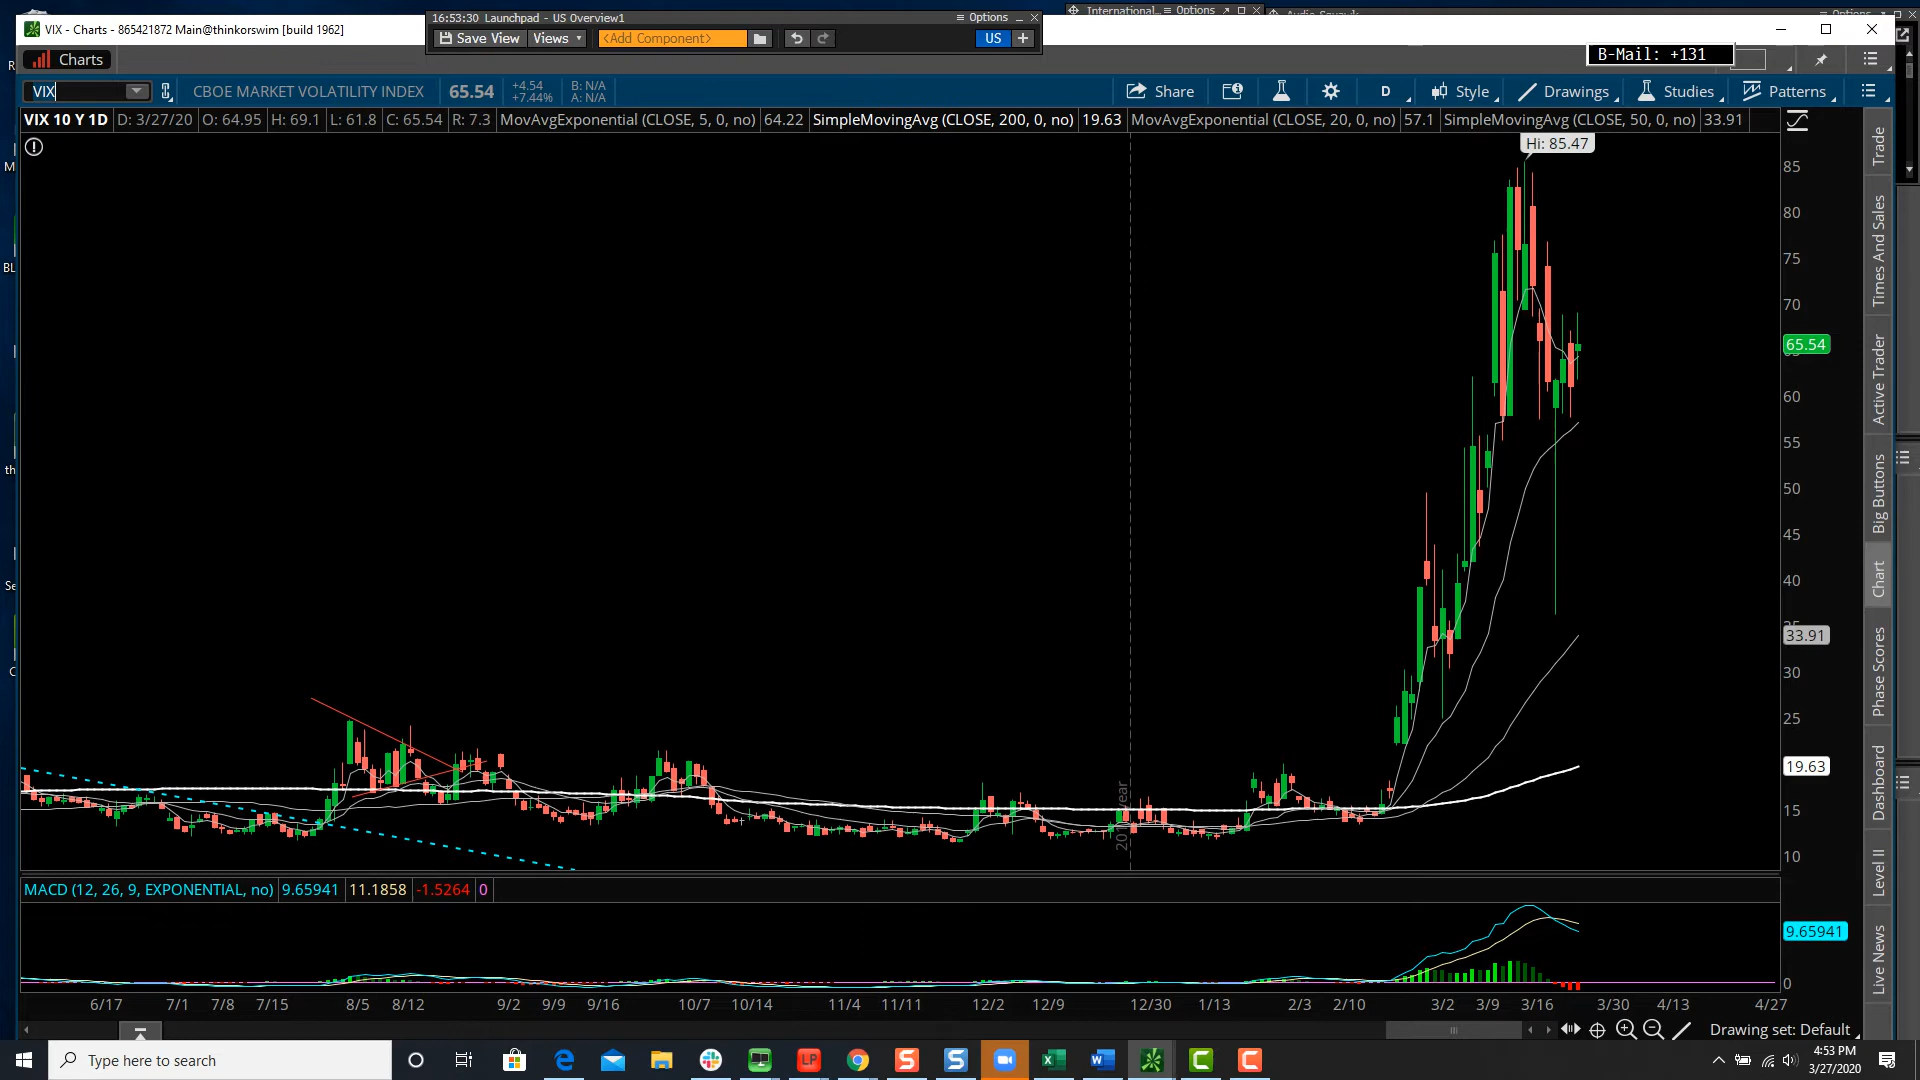 16:53:30 Launchpad - US Overview1
Options
International...
Options
Options
VIX - Charts - 865421872 Main@thinkorswim [build 1962]
Save View
Views
<Add Component>
US
B-Mail: +131
Charts
VIX
CBOE MARKET VOLATILITY INDEX
65.54
+4.54
+7.44%
B: N/A
A: N/A
Share
D
Style
Drawings
Studies
Patterns
VIX 10 Y 1D
D: 3/27/20
O: 64.95
H: 69.1
L: 61.8
C: 65.54
R: 7.3
MovAvgExponential (CLOSE, 5, 0, no)
64.22
SimpleMovingAvg (CLOSE, 200, 0, no)
19.63
MovAvgExponential (CLOSE, 20, 0, no)
57.1
SimpleMovingAvg (CLOSE, 50, 0, no)
33.91
Hi: 85.47
85
80
75
70
65.54
60
55
50
45
40
33.91
30
25
19.63
15
10
Trade
Times And Sales
Active Trader
Big Buttons
Chart
Phase Scores
Dashboard
Level II
Live News
MACD (12, 26, 9, EXPONENTIAL, no)
9.65941
11.1858
-1.5264
0
9.65941
0
6/17
7/1
7/8
7/15
8/5
8/12
9/2
9/9
9/16
10/7
10/14
11/4
11/11
12/2
12/9
12/30
1/13
2/3
2/10
3/2
3/9
3/16
3/30
4/13
4/27
Drawing set: Default
Type here to search
4:53 PM
3/27/2020